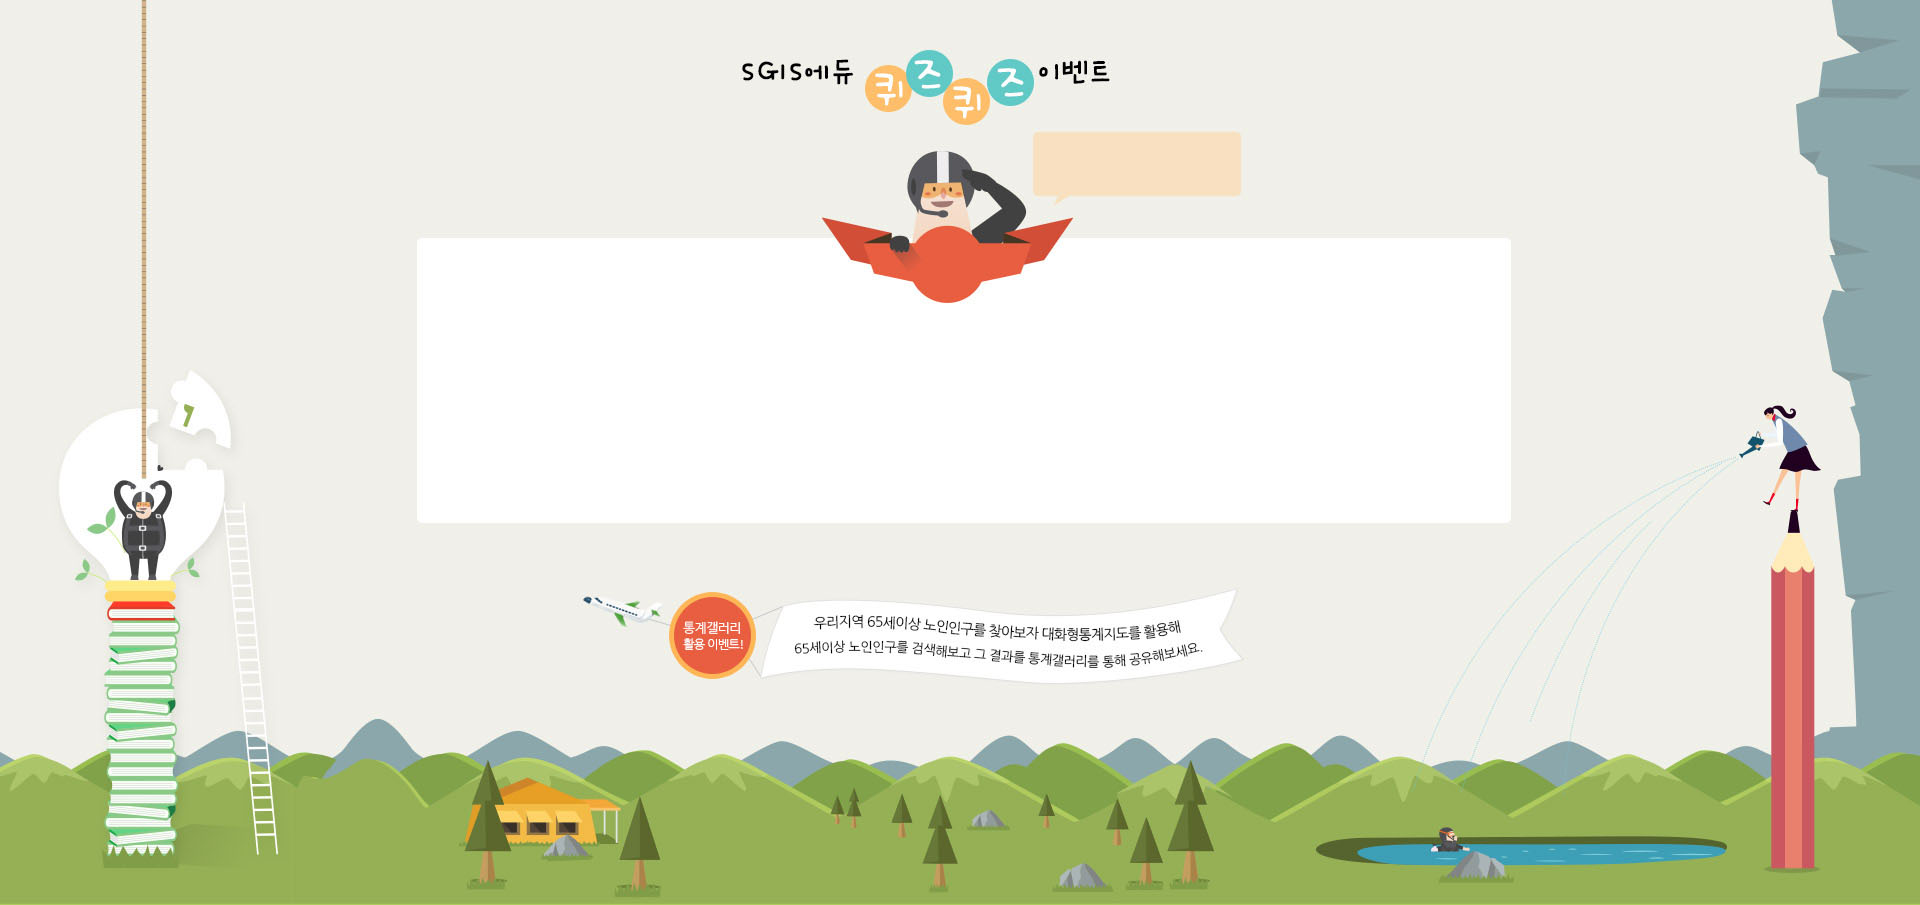 SGIS에듀 퀴즈퀴즈 이벤트
통계갤러리
활용 이벤트!
우리지역 65세이상 노인인구를 찾아보자 대화형통계지도를 활용해
65세이상 노인인구를 검색해보고 그 결과를 통계갤러리를 통해 공유해보세요.